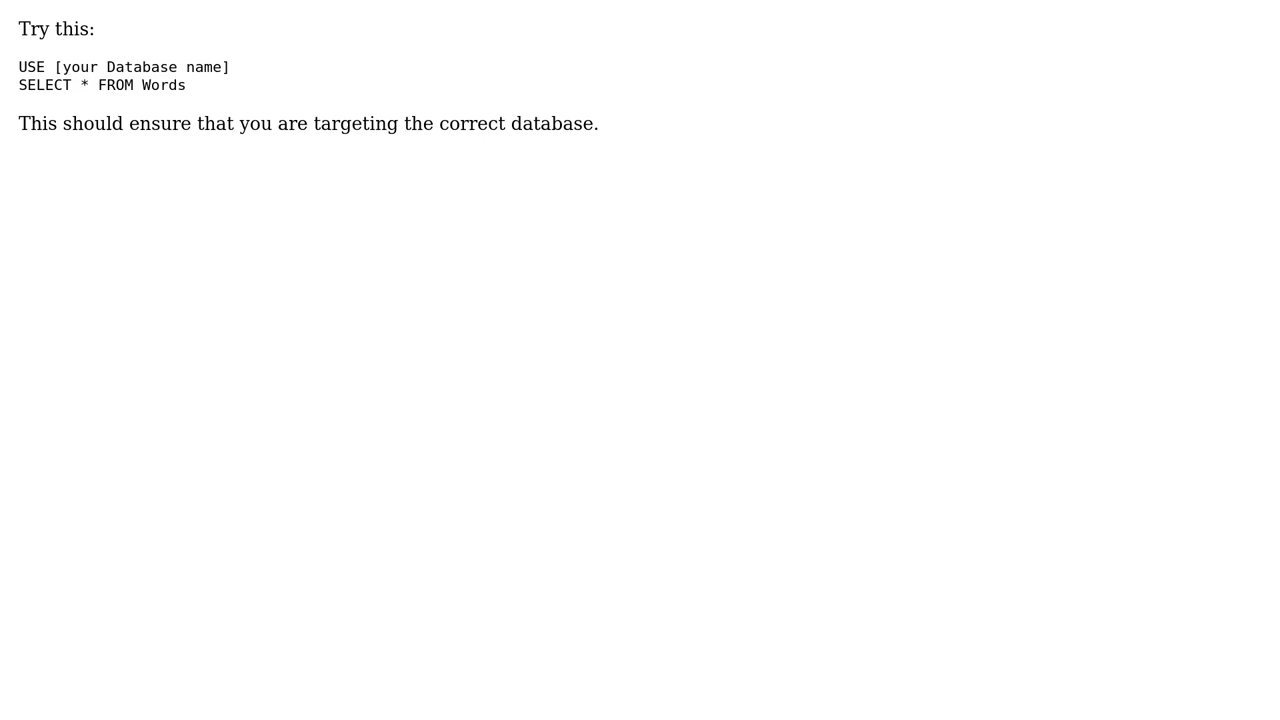 Try this:
USE [your Database name]
SELECT * FROM Words
This should ensure that you are targeting the correct database.